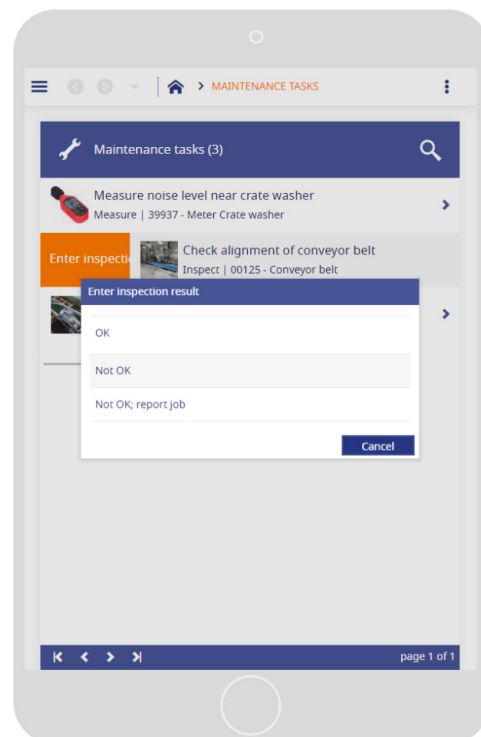 MAINTENANCE TASKS
Maintenance tasks (3)
Measure noise level near crate washer
Measure | 39937 - Meter Crate washer
Enter inspecti
Check alignment of conveyor belt
Inspect | 00125 - Conveyor belt
Enter inspection result
OK
Not OK
Not OK; report job
Cancel
page 1 of 1